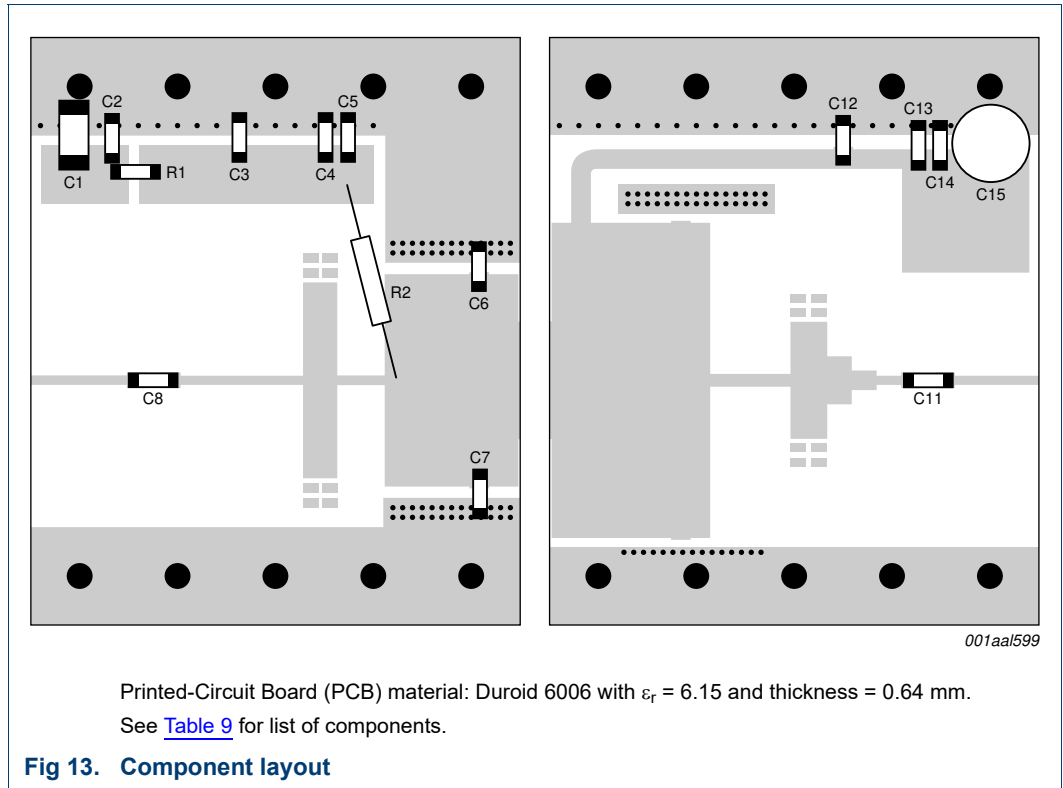 C2
C5
C1
R1
C3
C4
R2
C6
C8
C7
C12
C13
C14
C15
C11
001aal599
Printed-Circuit Board (PCB) material: Duroid 6006 with εr = 6.15 and thickness = 0.64 mm.
See Table 9 for list of components.
Fig 13. Component layout